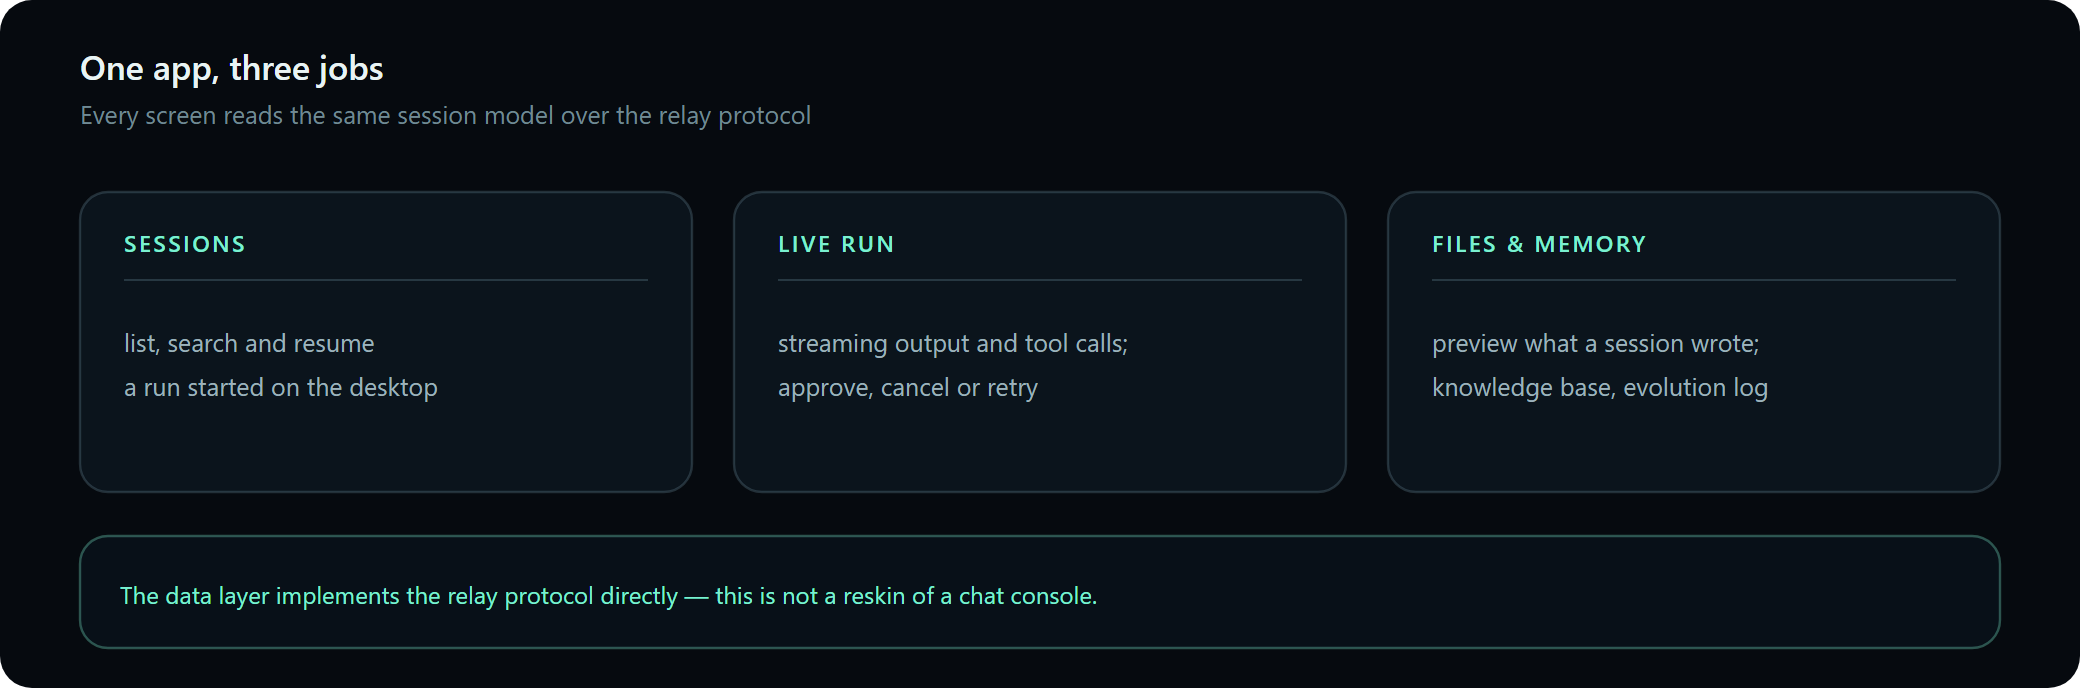 One app, three jobs
Every screen reads the same session model over the relay protocol
SESSIONS
list, search and resume
a run started on the desktop
LIVE RUN
streaming output and tool calls;
approve, cancel or retry
FILES & MEMORY
preview what a session wrote;
knowledge base, evolution log
The data layer implements the relay protocol directly — this is not a reskin of a chat console.